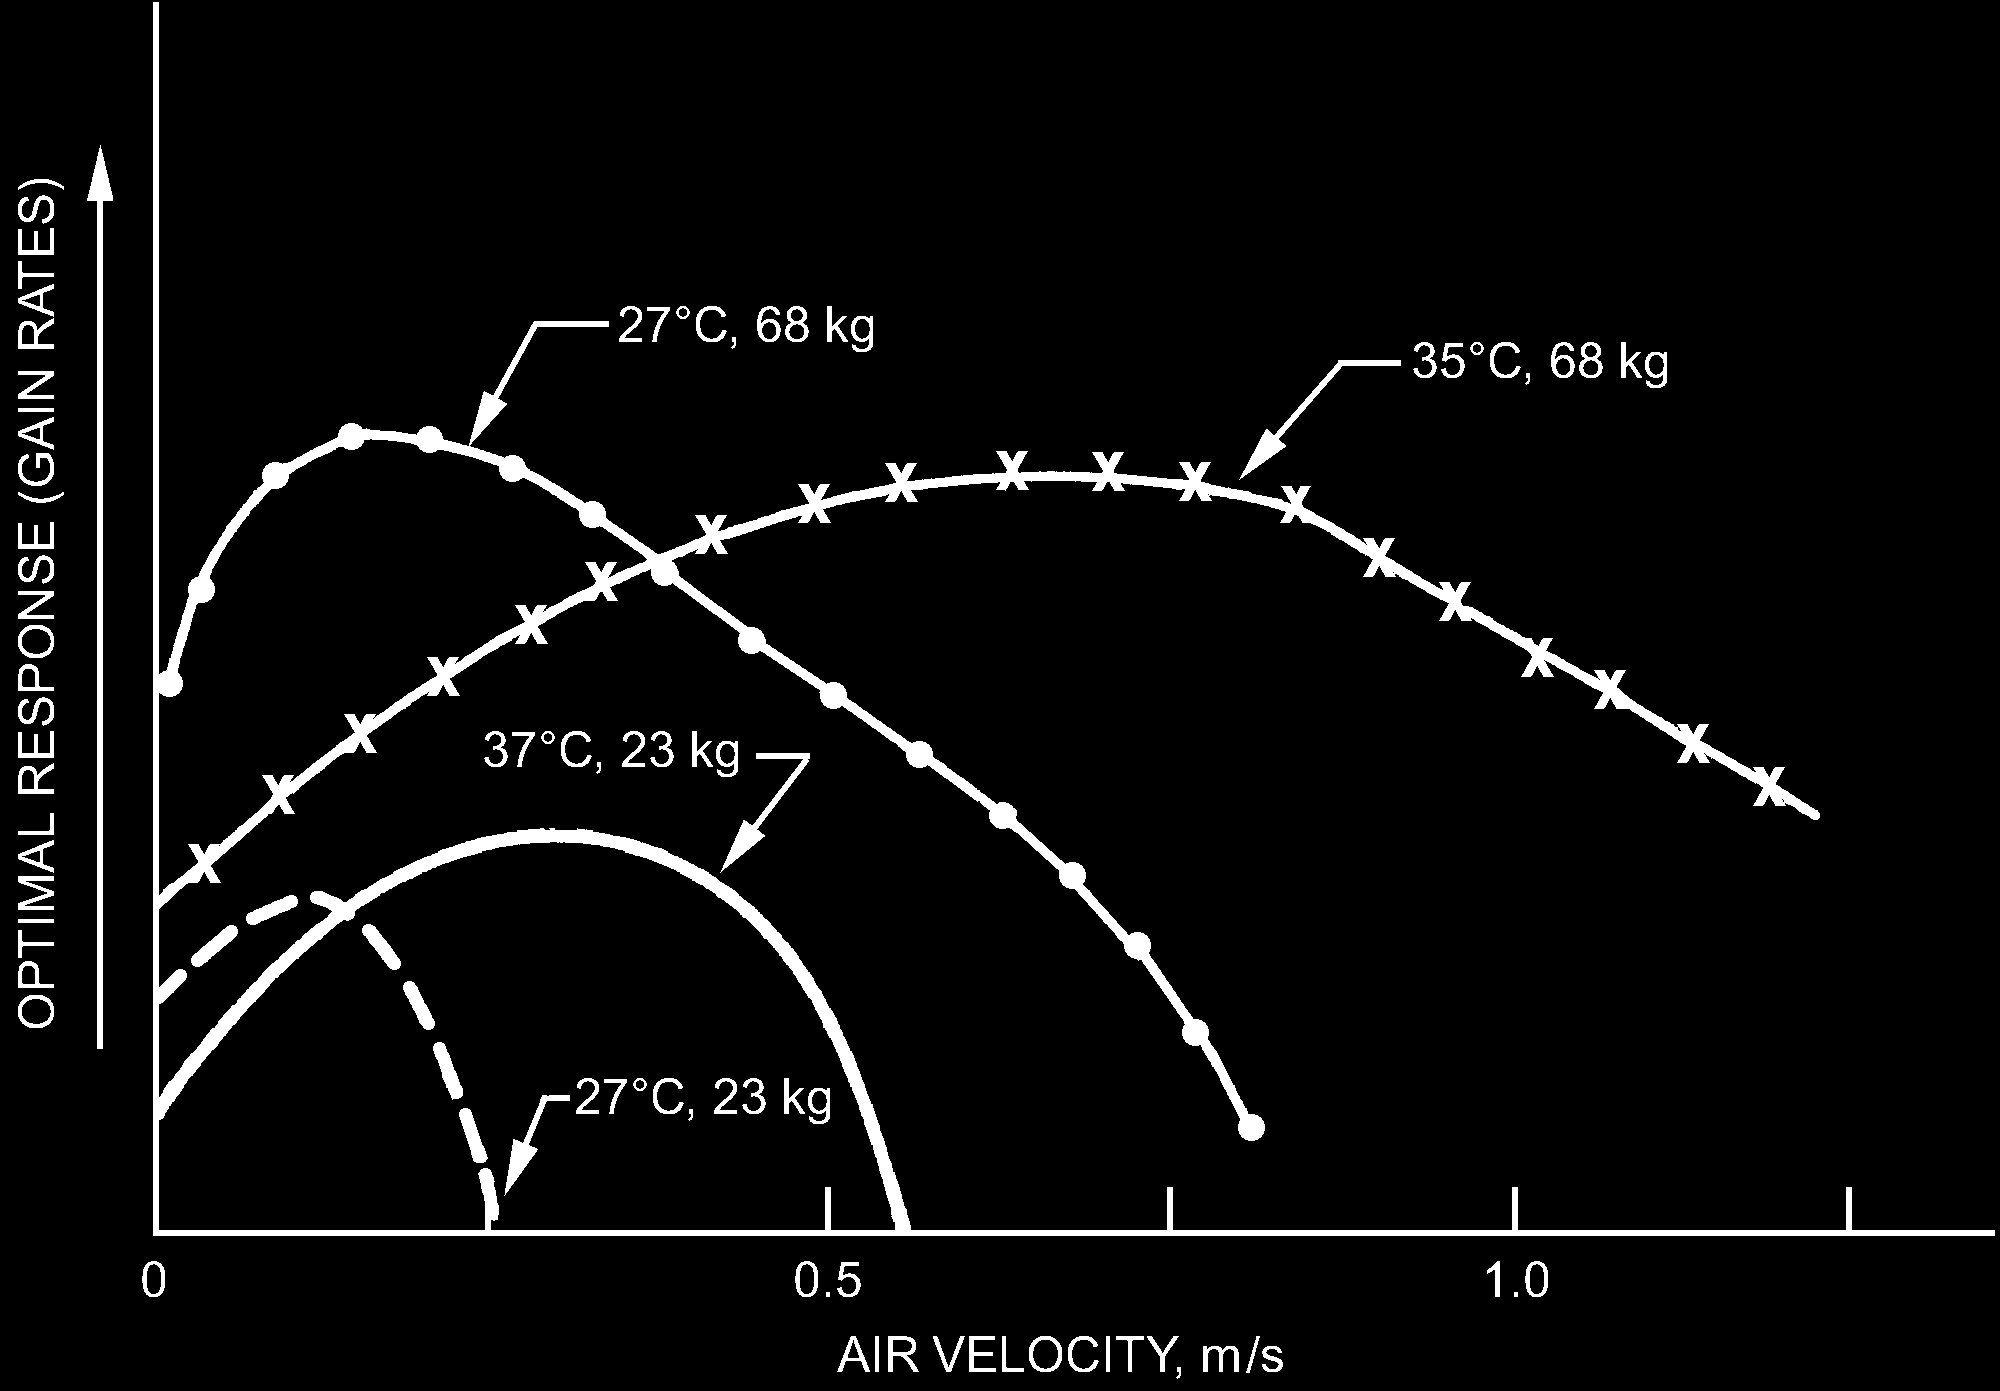 OPTIMAL RESPONSE (GAIN RATES)
27°C, 68 kg
35°C, 68 kg
37°C, 23 kg
27°C, 23 kg
0
0.5
1.0
AIR VELOCITY, m/s